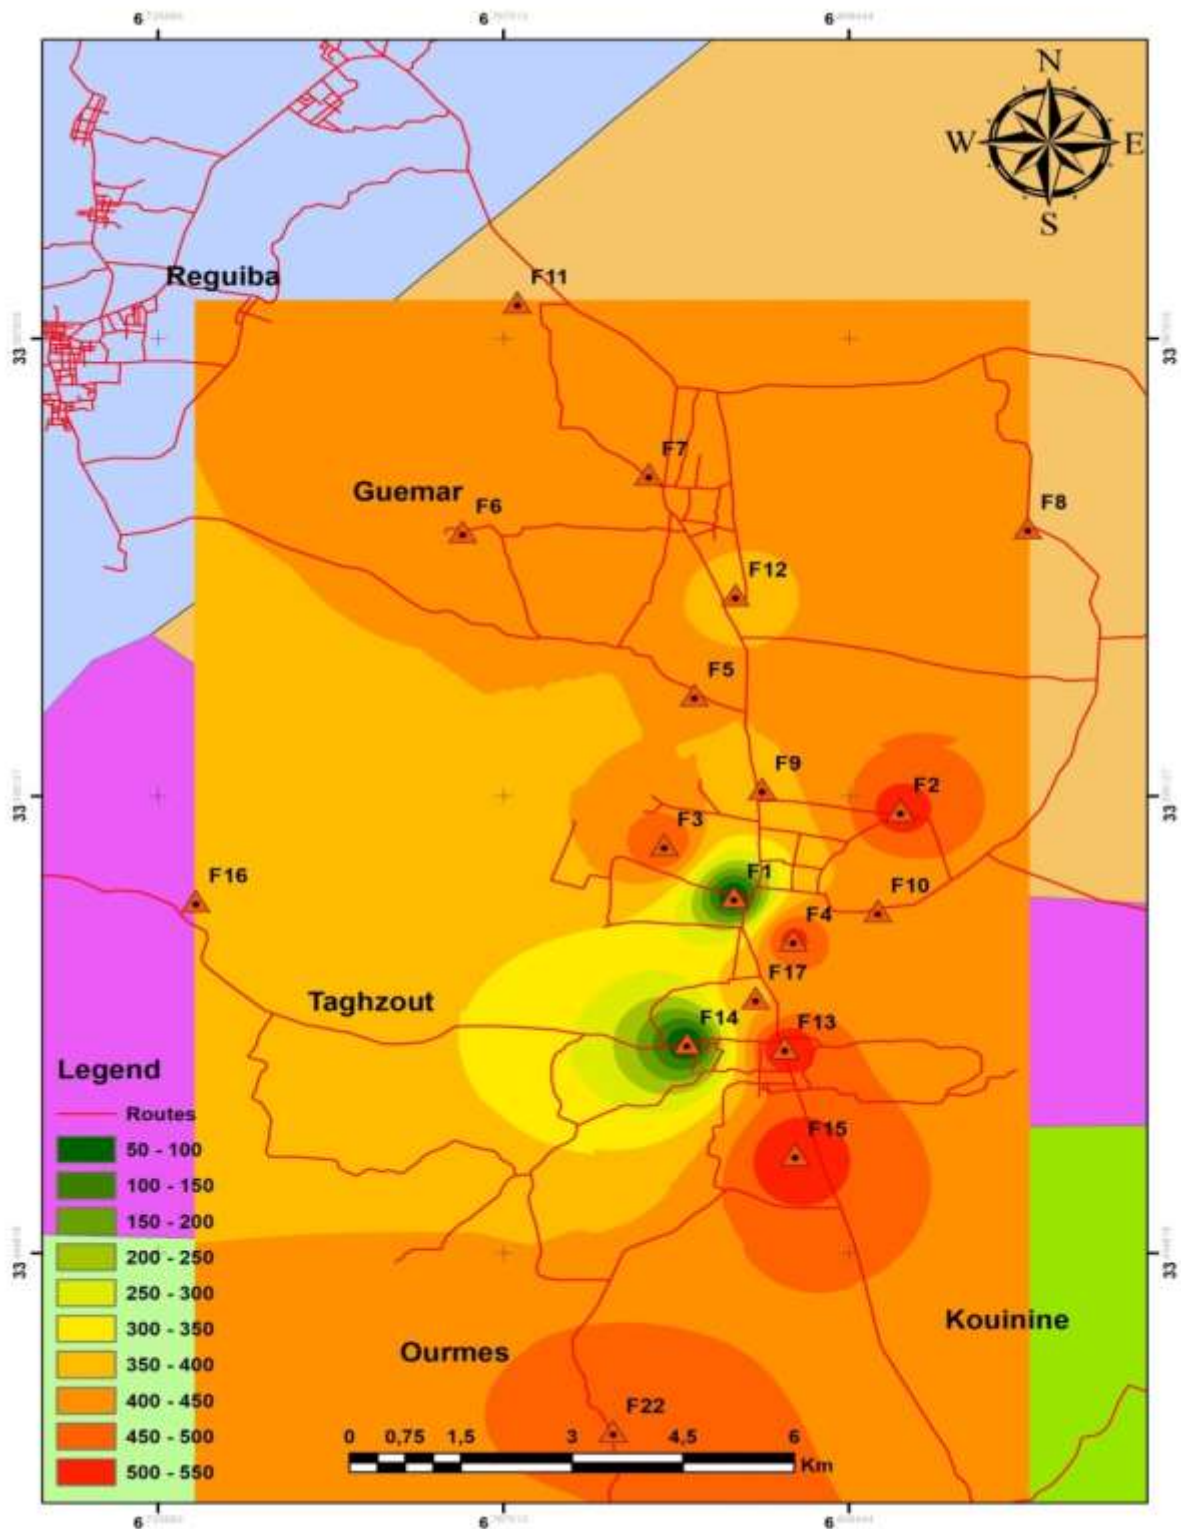 6 6 6
N
W E
S
Reguiba
F11
33 33
F7
Guemar
F6
F8
F12
F5
F9
F2
33 33
F3
F1
F16
F10
F4
F17
Taghzout
F14
F13
Legend
Routes
50 - 100
F15
100 - 150
150 - 200
200 - 250
33 33
250 - 300
Kouinine
300 - 350
Ourmes
350 - 400
400 - 450
F22
450 - 500
0 0,75 1,5 3 4,5 6
Km
500 - 550
6 6 6